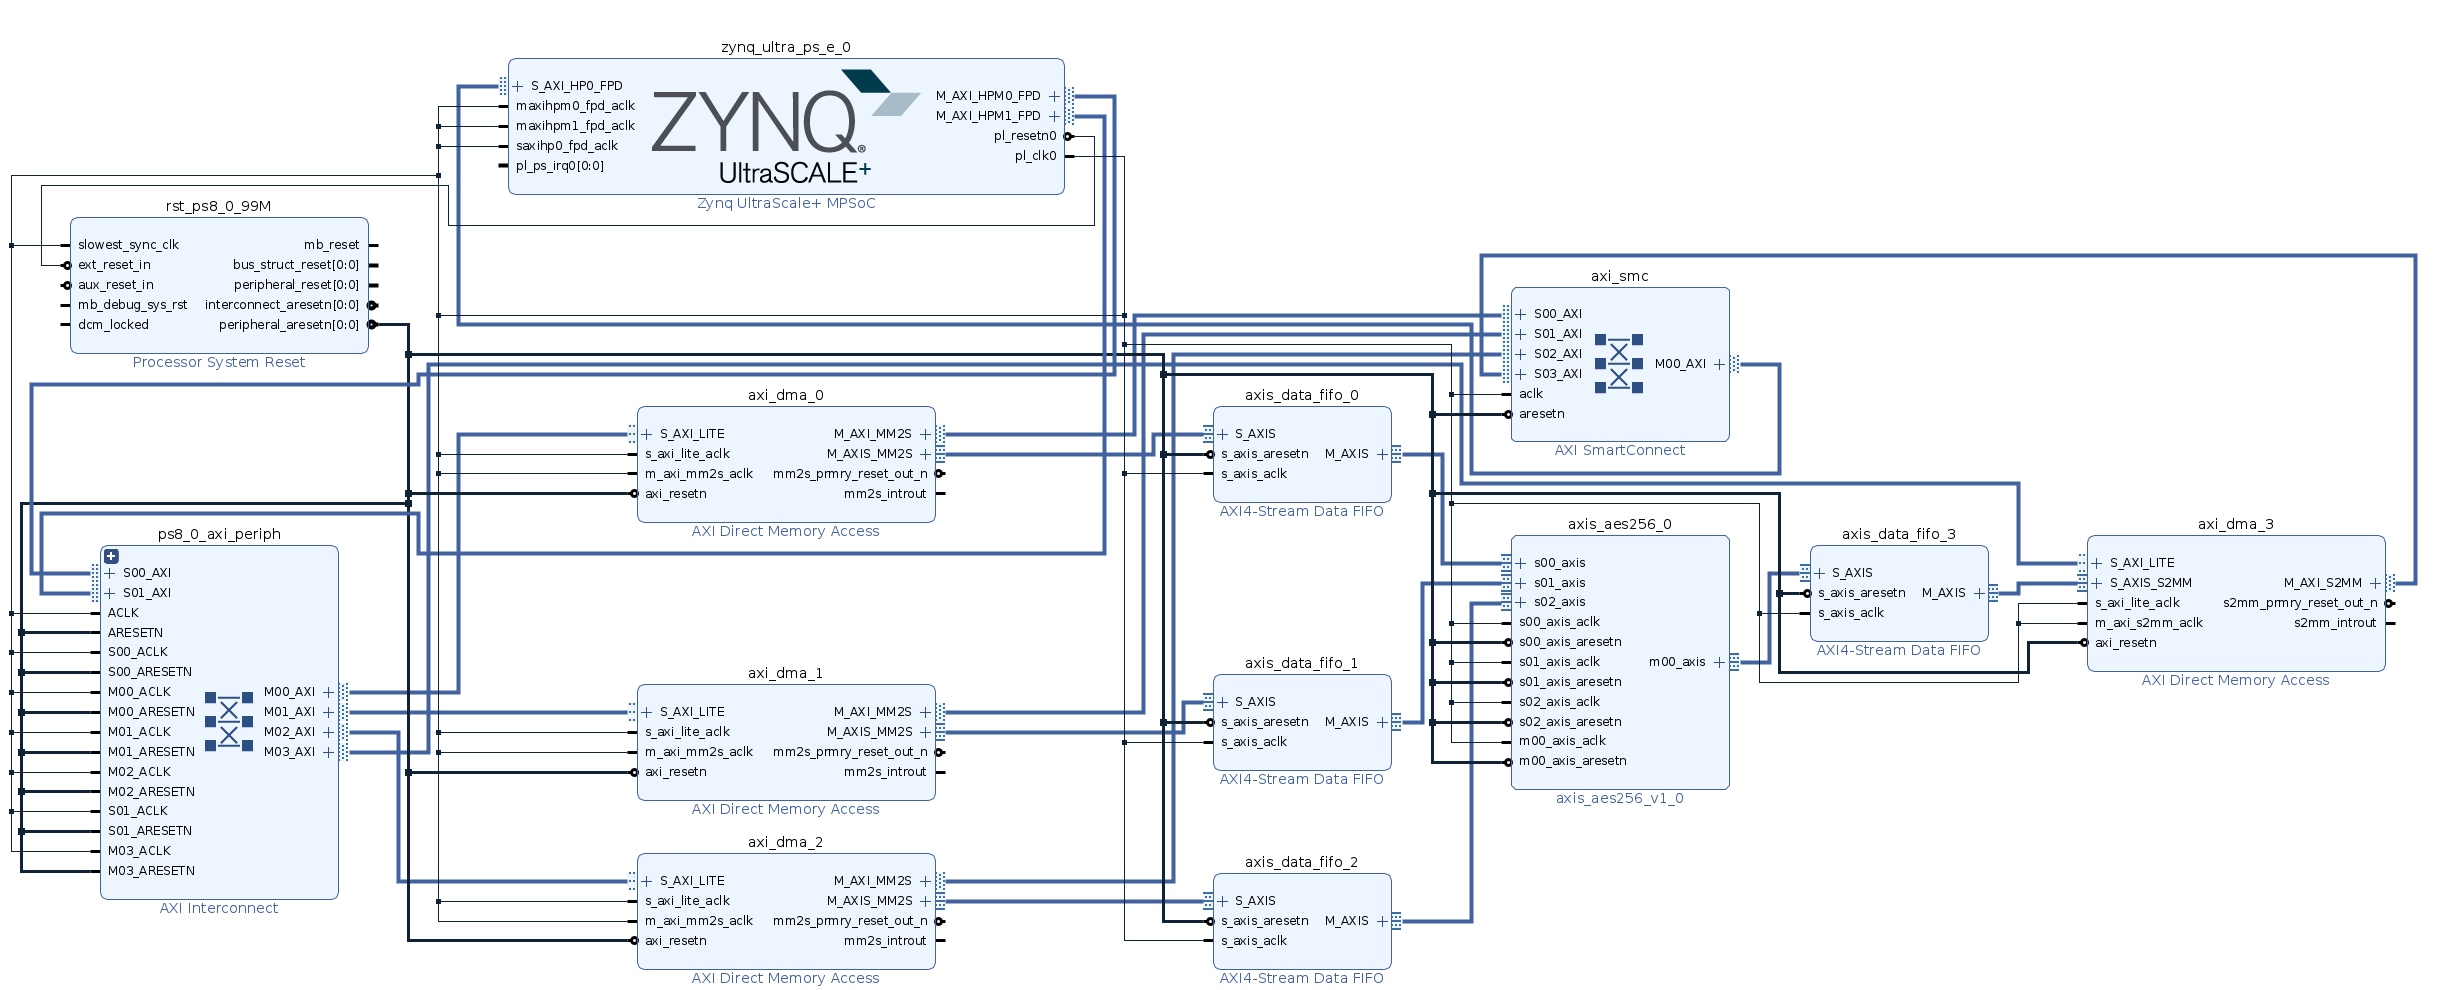 zynq_ultra_ps_e_0
S_AXI_HP0_FPD
maxihpm0_fpd_aclk
maxihpm1_fpd_aclk
saxihp0_fpd_aclk
pl_ps_irq0[0:0]
ZYNQ®
UltraSCALE+
M_AXI_HPM0_FPD
M_AXI_HPM1_FPD
pl_resetn0
pl_clk0
Zynq UltraScale+ MPSoC
rst_ps8_0_99M
slowest_sync_clk
ext_reset_in
aux_reset_in
mb_debug_sys_rst
dcm_locked
mb_reset
bus_struct_reset[0:0]
peripheral_reset[0:0]
interconnect_aresetn[0:0]
peripheral_aresetn[0:0]
Processor System Reset
axi_smc
S00_AXI
S01_AXI
S02_AXI
S03_AXI
aclk
aresetn
M00_AXI
AXI SmartConnect
axi_dma_0
S_AXI_LITE
s_axi_lite_aclk
m_axi_mm2s_aclk
axi_resetn
M_AXI_MM2S
M_AXIS_MM2S
mm2s_prmry_reset_out_n
mm2s_introut
AXI Direct Memory Access
axis_data_fifo_0
S_AXIS
s_axis_aresetn
s_axis_aclk
M_AXIS
AXI4-Stream Data FIFO
ps8_0_axi_periph
S00_AXI
S01_AXI
ACLK
ARESETN
S00_ACLK
S00_ARESETN
M00_ACLK
M00_ARESETN
M01_ACLK
M01_ARESETN
M02_ACLK
M02_ARESETN
S01_ACLK
S01_ARESETN
M03_ACLK
M03_ARESETN
M00_AXI
M01_AXI
M02_AXI
M03_AXI
AXI Interconnect
axis_aes256_0
s00_axis
s01_axis
s02_axis
s00_axis_aclk
s00_axis_aresetn
s01_axis_aclk
s01_axis_aresetn
s02_axis_aclk
s02_axis_aresetn
m00_axis_aclk
m00_axis_aresetn
m00_axis
axis_aes256_v1_0
axis_data_fifo_3
S_AXIS
s_axis_aresetn
s_axis_aclk
M_AXIS
AXI4-Stream Data FIFO
axi_dma_3
S_AXI_LITE
S_AXIS_S2MM
s_axi_lite_aclk
m_axi_s2mm_aclk
axi_resetn
M_AXI_S2MM
s2mm_prmry_reset_out_n
s2mm_introut
AXI Direct Memory Access
axi_dma_1
S_AXI_LITE
s_axi_lite_aclk
m_axi_mm2s_aclk
axi_resetn
M_AXI_MM2S
M_AXIS_MM2S
mm2s_prmry_reset_out_n
mm2s_introut
AXI Direct Memory Access
axis_data_fifo_1
S_AXIS
s_axis_aresetn
s_axis_aclk
M_AXIS
AXI4-Stream Data FIFO
axi_dma_2
S_AXI_LITE
s_axi_lite_aclk
m_axi_mm2s_aclk
axi_resetn
M_AXI_MM2S
M_AXIS_MM2S
mm2s_prmry_reset_out_n
mm2s_introut
AXI Direct Memory Access
axis_data_fifo_2
S_AXIS
s_axis_aresetn
s_axis_aclk
M_AXIS
AXI4-Stream Data FIFO